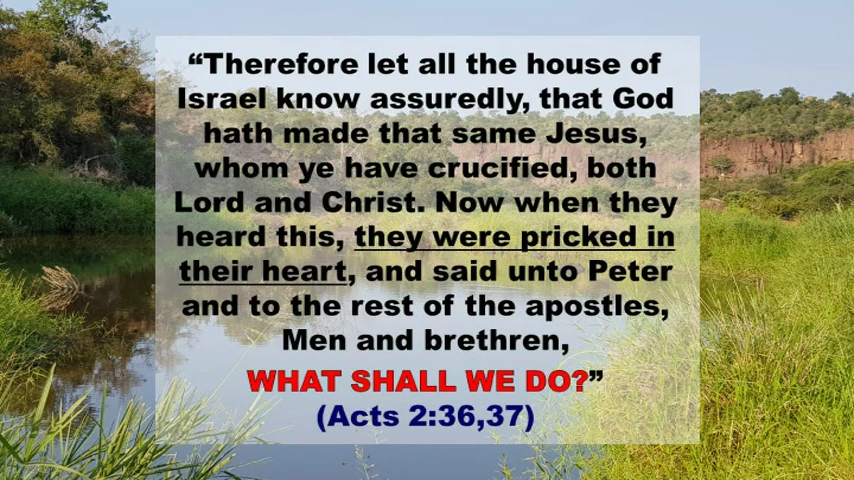 “Therefore let all the house of
Israel know assuredly, that God
hath made that same Jesus,
whom ye have crucified, both
Lord and Christ. Now when they
heard this, they were pricked in
their heart, and said unto Peter
and to the rest of the apostles,
Men and brethren,
WHAT SHALL WE DO?”
(Acts 2:36,37)